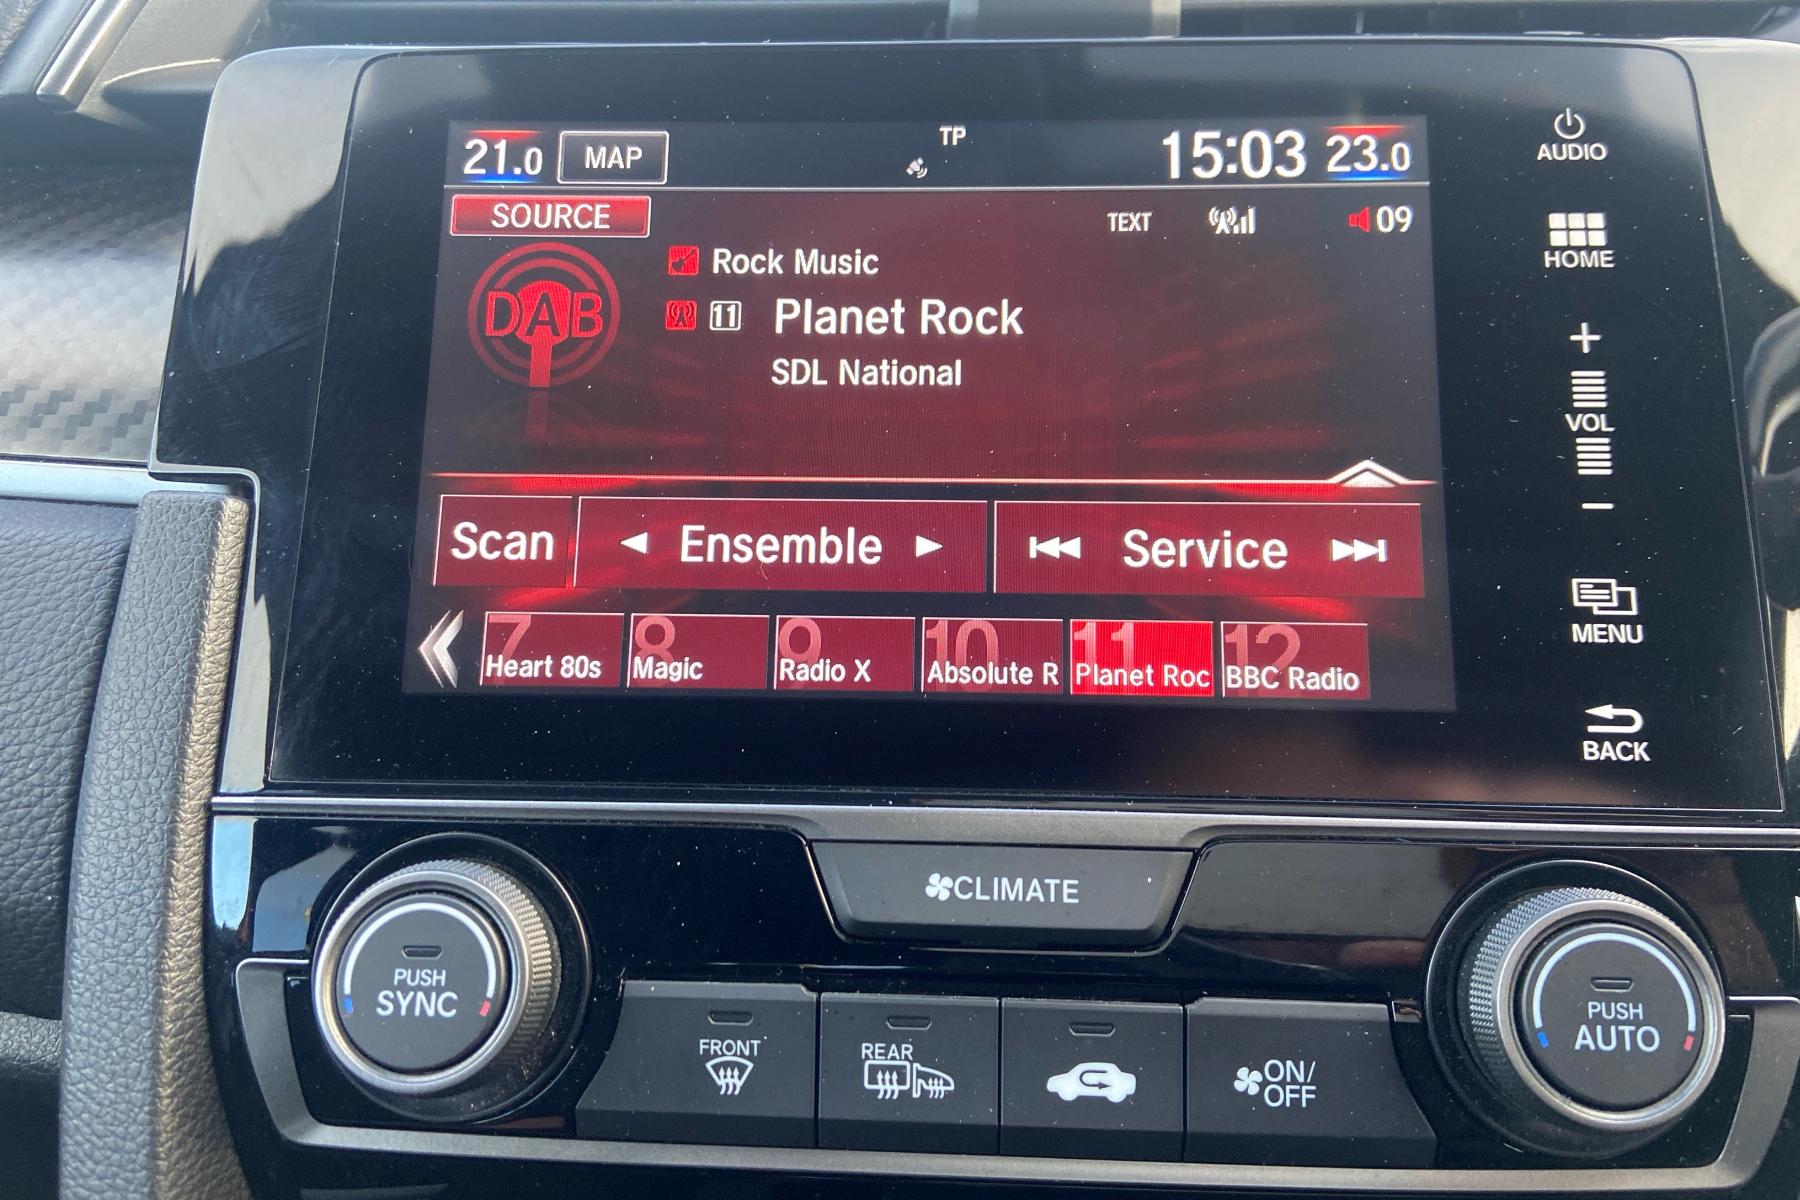 21.0 MAP TP 15:03 23.0
AUDIO
SOURCE TEXT 09
HOME
DAB
Rock Music
11 Planet Rock
SDL National
+
VOL
-
Scan Ensemble Service
MENU
7 8 9 10 11 12
Heart 80s Magic Radio X Absolute R Planet Roc BBC Radio
BACK
CLIMATE
PUSH
SYNC
PUSH
AUTO
FRONT
REAR
ON/
OFF